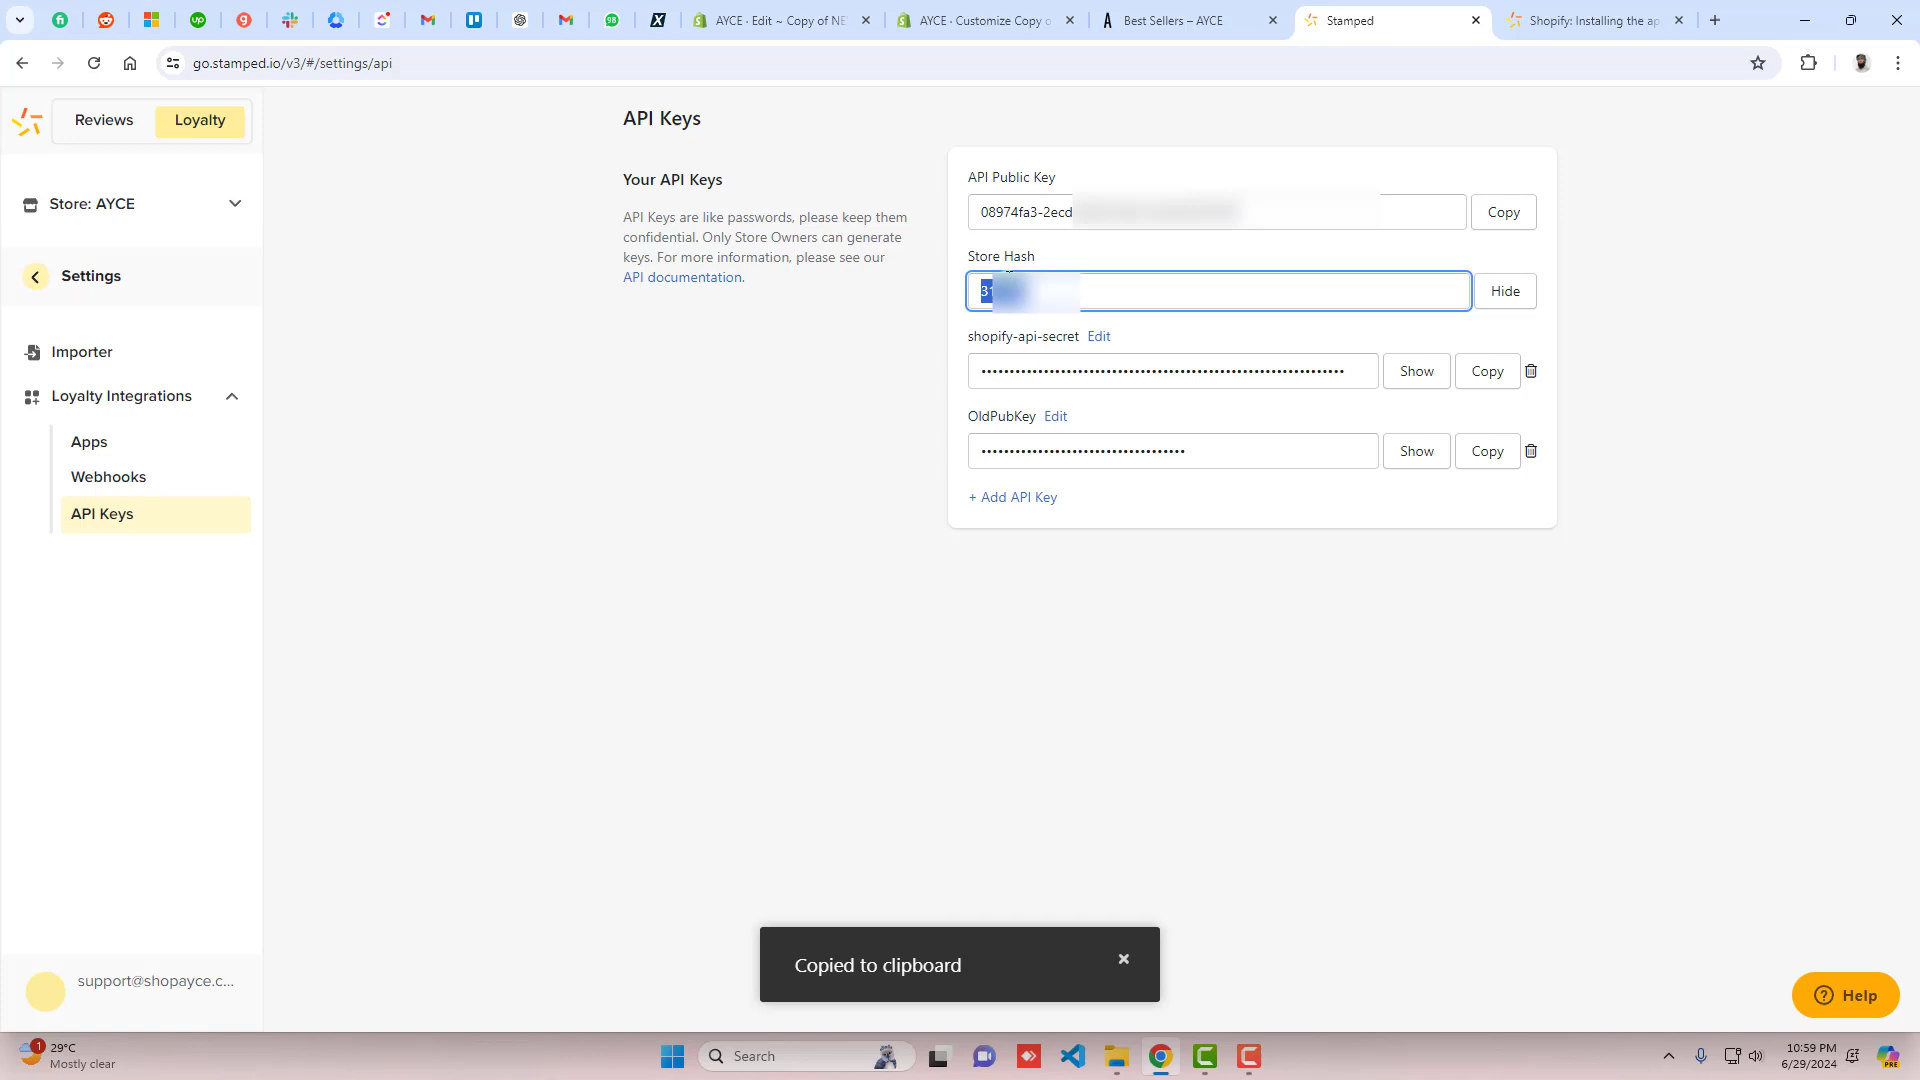 AYCE · Edit ~ Copy of NE
AYCE · Customize Copy o
Best Sellers – AYCE
Stamped
Shopify: Installing the ap
go.stamped.io/v3/#/settings/api
Reviews
Loyalty
Store: AYCE
Settings
Importer
Loyalty Integrations
Apps
Webhooks
API Keys
support@shopayce.c...
API Keys
Your API Keys
API Keys are like passwords, please keep them
confidential. Only Store Owners can generate
keys. For more information, please see our
API documentation.
API Public Key
08974fa3-2ecd
Copy
Store Hash
Hide
shopify-api-secret Edit
Show
Copy
OldPubKey Edit
Show
Copy
+ Add API Key
Copied to clipboard
Help
1
29°C
Mostly clear
Search
10:59 PM
6/29/2024